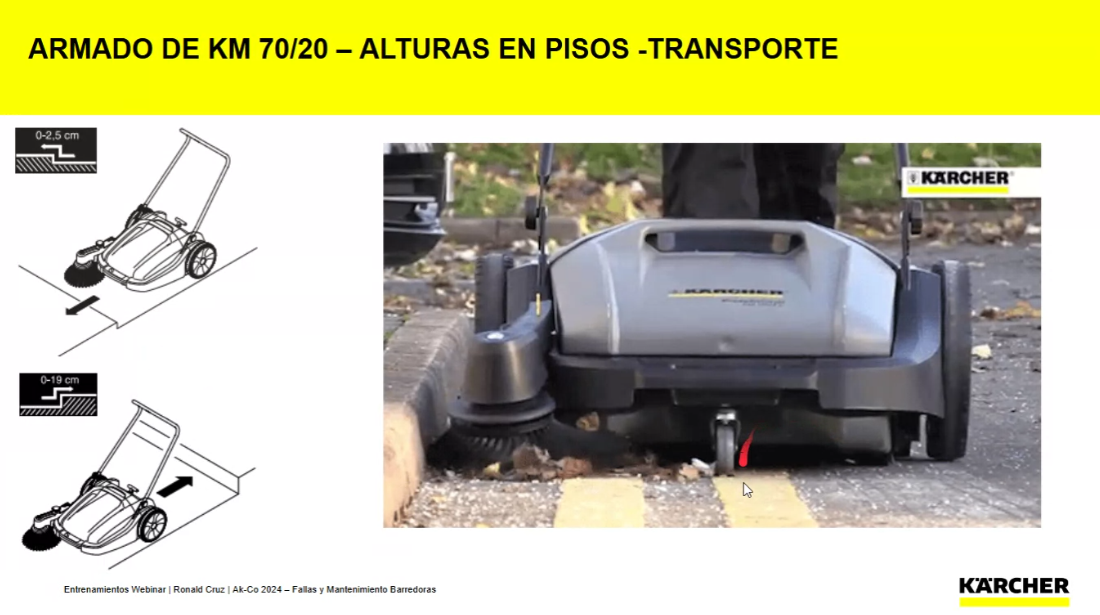 ARMADO DE KM 70/20 – ALTURAS EN PISOS -TRANSPORTE
0-2,5 cm
KÄRCHER
KÄRCHER
0-19 cm
Entrenamientos Webinar | Ronald Cruz | Ak-Co 2024 – Fallas y Mantenimiento Barredoras
KÄRCHER